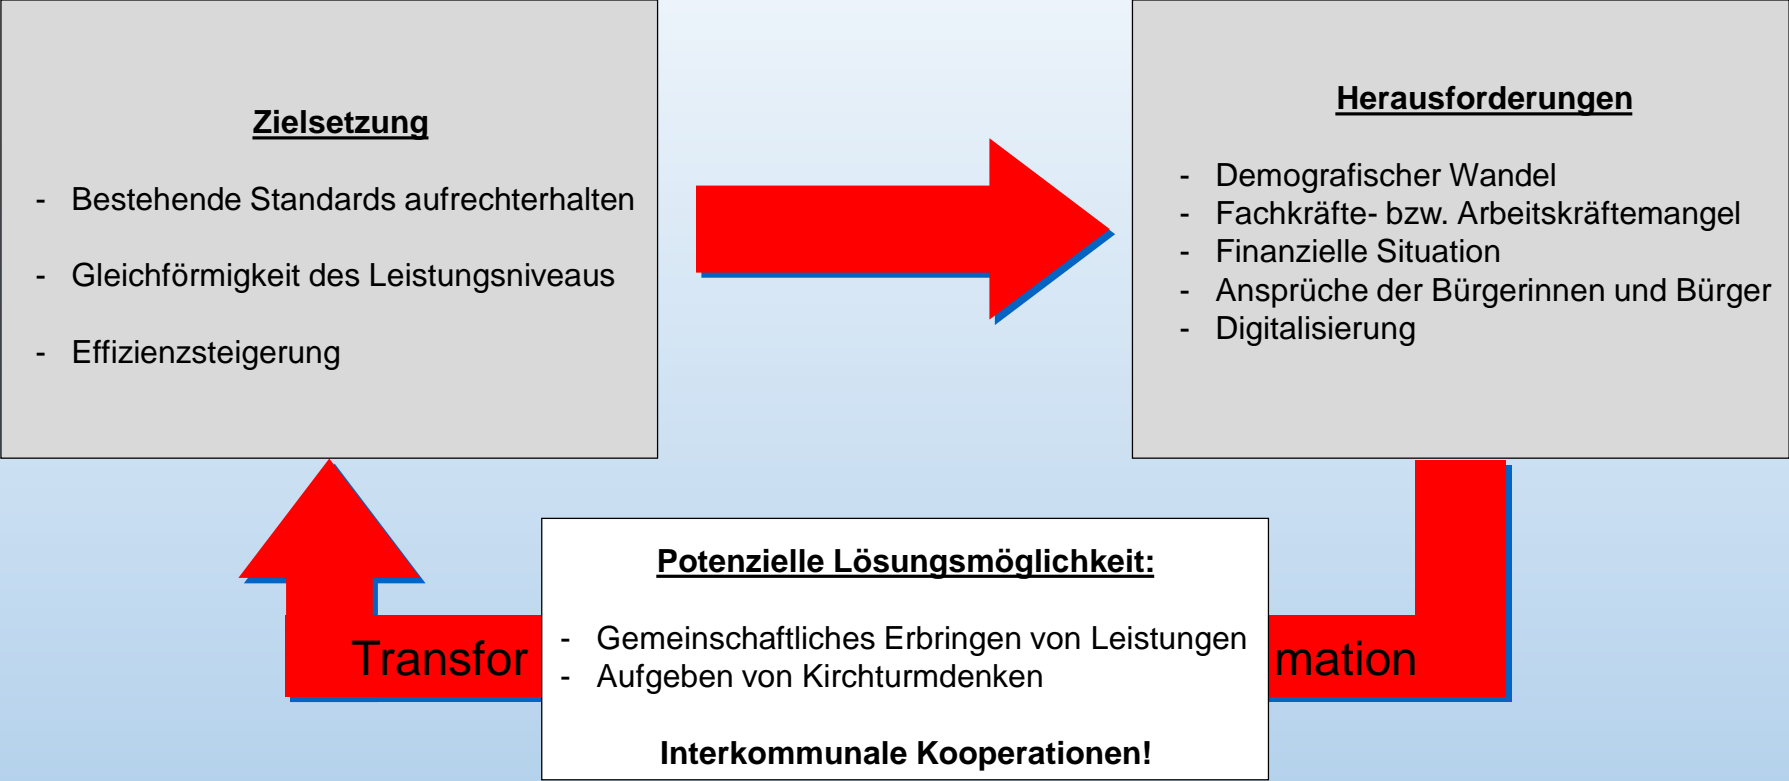 Zielsetzung
- Bestehende Standards aufrechterhalten
- Gleichförmigkeit des Leistungsniveaus
- Effizienzsteigerung
Herausforderungen
- Demografischer Wandel
- Fachkräfte- bzw. Arbeitskräftemangel
- Finanzielle Situation
- Ansprüche der Bürgerinnen und Bürger
- Digitalisierung
Transfor
Potenzielle Lösungsmöglichkeit:
- Gemeinschaftliches Erbringen von Leistungen
- Aufgeben von Kirchturmdenken
Interkommunale Kooperationen!
mation